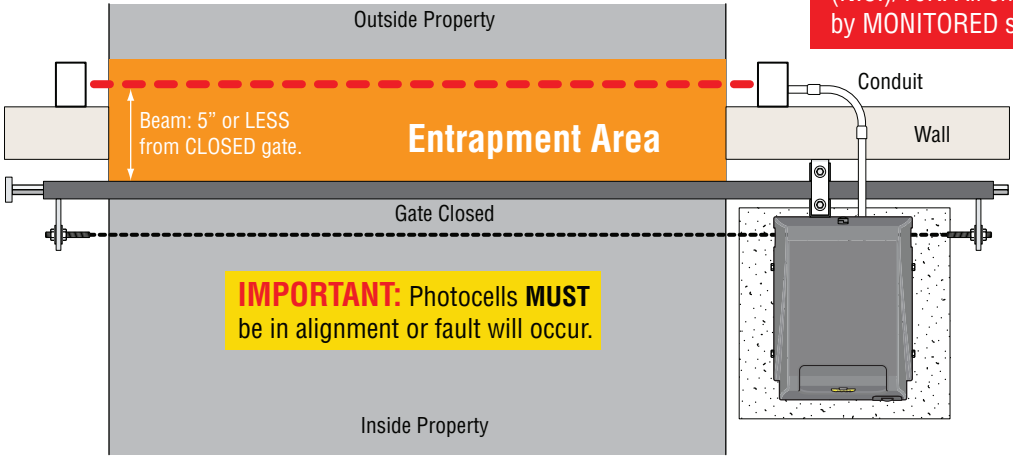 Outside Property
by MONITORED
Conduit
Beam: 5” or LESS
from CLOSED gate.
Entrapment Area
Wall
Gate Closed
IMPORTANT: Photocells MUST
be in alignment or fault will occur.
Inside Property